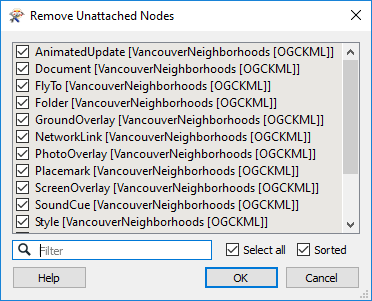 Remove Unattached Nodes
AnimatedUpdate [VancouverNeighborhoods [OGCKML]]
Document [VancouverNeighborhoods [OGCKML]]
FlyTo [VancouverNeighborhoods [OGCKML]]
Folder [VancouverNeighborhoods [OGCKML]]
GroundOverlay [VancouverNeighborhoods [OGCKML]]
NetworkLink [VancouverNeighborhoods [OGCKML]]
PhotoOverlay [VancouverNeighborhoods [OGCKML]]
Placemark [VancouverNeighborhoods [OGCKML]]
ScreenOverlay [VancouverNeighborhoods [OGCKML]]
SoundCue [VancouverNeighborhoods [OGCKML]]
Style [VancouverNeighborhoods [OGCKML]]
Filter Select all Sorted
Help OK Cancel